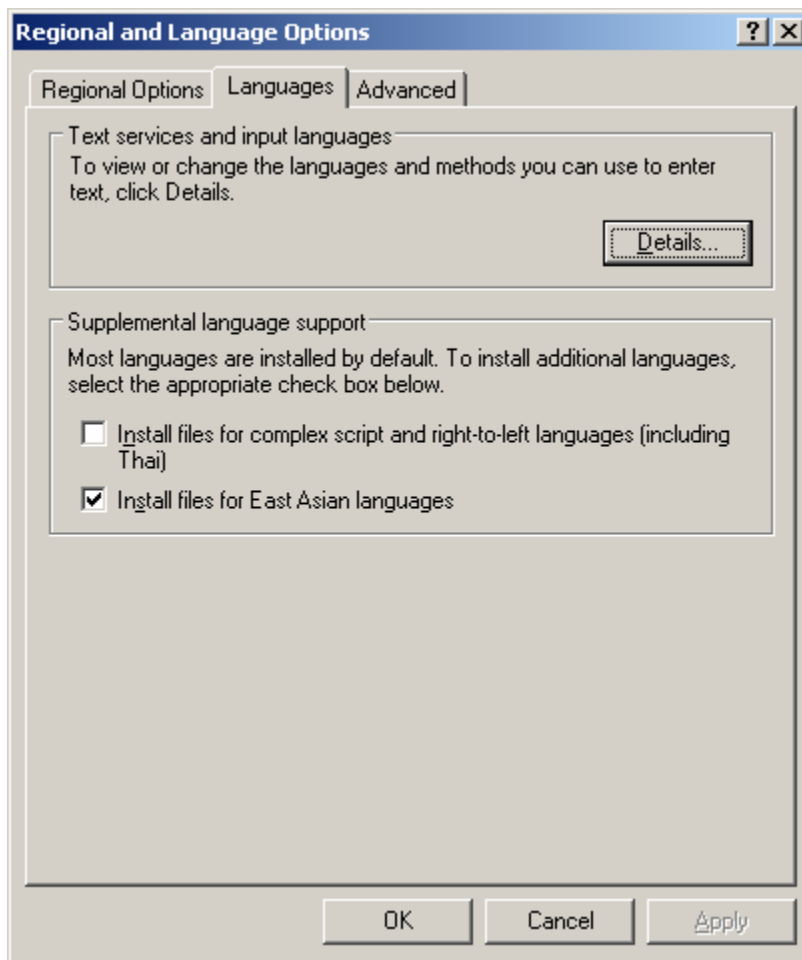 Regional and Language Options
Regional Options Languages Advanced
Text services and input languages
To view or change the languages and methods you can use to enter
text, click Details.
Details...
Supplemental language support
Most languages are installed by default. To install additional languages,
select the appropriate check box below.
Install files for complex script and right-to-left languages (including
Thai)
Install files for East Asian languages
OK Cancel Apply